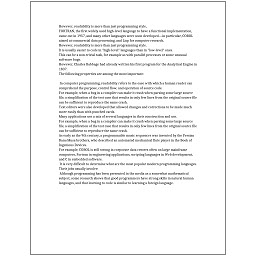 However, readability is more than just programming style.
FORTRAN, the first widely used high-level language to have a functional implementation,
came out in 1957, and many other languages were soon developed—in particular, COBOL
aimed at commercial data processing, and Lisp for computer research.
However, readability is more than just programming style.
It is usually easier to code in "high-level" languages than in "low-level" ones.
This can be a non-trivial task, for example as with parallel processes or some unusual
software bugs.
However, Charles Babbage had already written his first program for the Analytical Engine in
1837.
The following properties are among the most important:

In computer programming, readability refers to the ease with which a human reader can
comprehend the purpose, control flow, and operation of source code.
For example, when a bug in a compiler can make it crash when parsing some large source
file, a simplification of the test case that results in only few lines from the original source file
can be sufficient to reproduce the same crash.
Text editors were also developed that allowed changes and corrections to be made much
more easily than with punched cards.
Many applications use a mix of several languages in their construction and use.
For example, when a bug in a compiler can make it crash when parsing some large source
file, a simplification of the test case that results in only few lines from the original source file
can be sufficient to reproduce the same crash.
As early as the 9th century, a programmable music sequencer was invented by the Persian
Banu Musa brothers, who described an automated mechanical flute player in the Book of
Ingenious Devices.
For example, COBOL is still strong in corporate data centers often on large mainframe
computers, Fortran in engineering applications, scripting languages in Web development,
and C in embedded software.
It is very difficult to determine what are the most popular modern programming languages.
Their jobs usually involve:
Although programming has been presented in the media as a somewhat mathematical
subject, some research shows that good programmers have strong skills in natural human
languages, and that learning to code is similar to learning a foreign language.